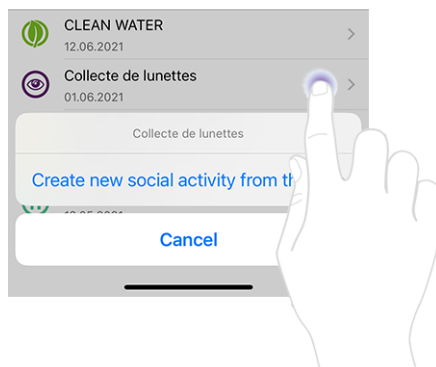 CLEAN WATER
12.06.2021
Collecte de lunettes
01.06.2021
Collecte de lunettes
Create new social activity from
Cancel